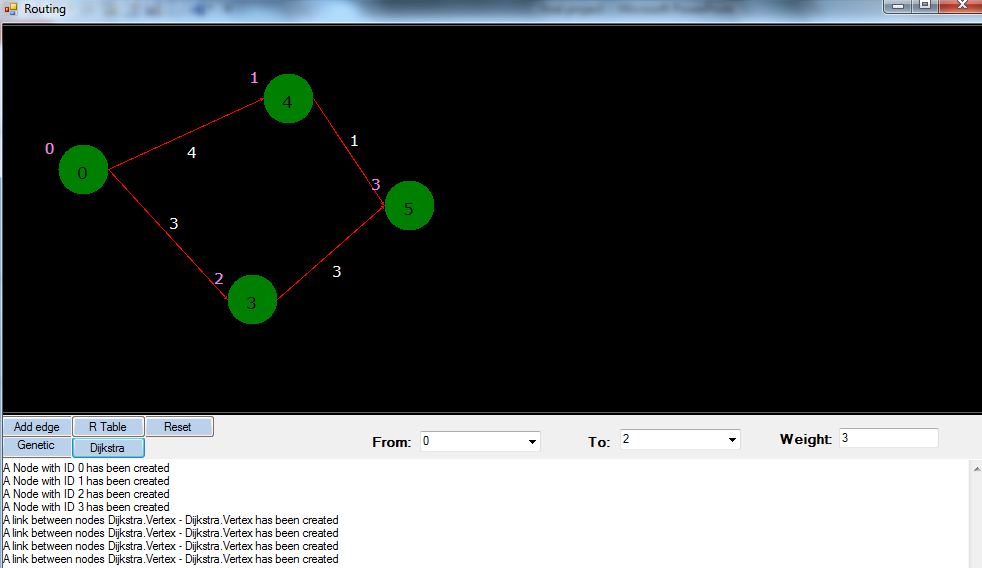 Routing
1
4
0
4
1
0
3
3
5
2
3
3
Add edge
R Table
Reset
Genetic
Dijkstra
From: 0
To: 2
Weight: 3
A Node with ID 0 has been created
A Node with ID 1 has been created
A Node with ID 2 has been created
A Node with ID 3 has been created
A link between nodes Dijkstra.Vertex - Dijkstra.Vertex has been created
A link between nodes Dijkstra.Vertex - Dijkstra.Vertex has been created
A link between nodes Dijkstra.Vertex - Dijkstra.Vertex has been created
A link between nodes Dijkstra.Vertex - Dijkstra.Vertex has been created